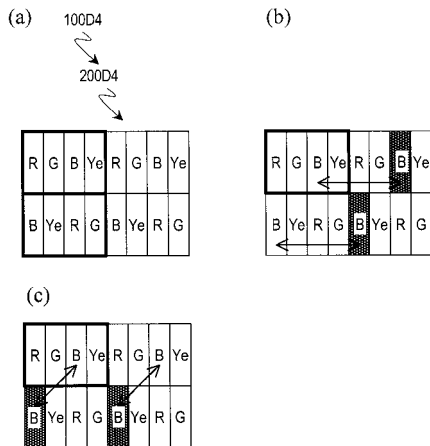 (a)
100D4
200D4
R G B Ye R G B Ye
B Ye R G B Ye R G
(b)
R G B Ye R G B Ye
B Ye R G B Ye R G
(c)
R G B Ye R G B Ye
B Ye R G B Ye R G